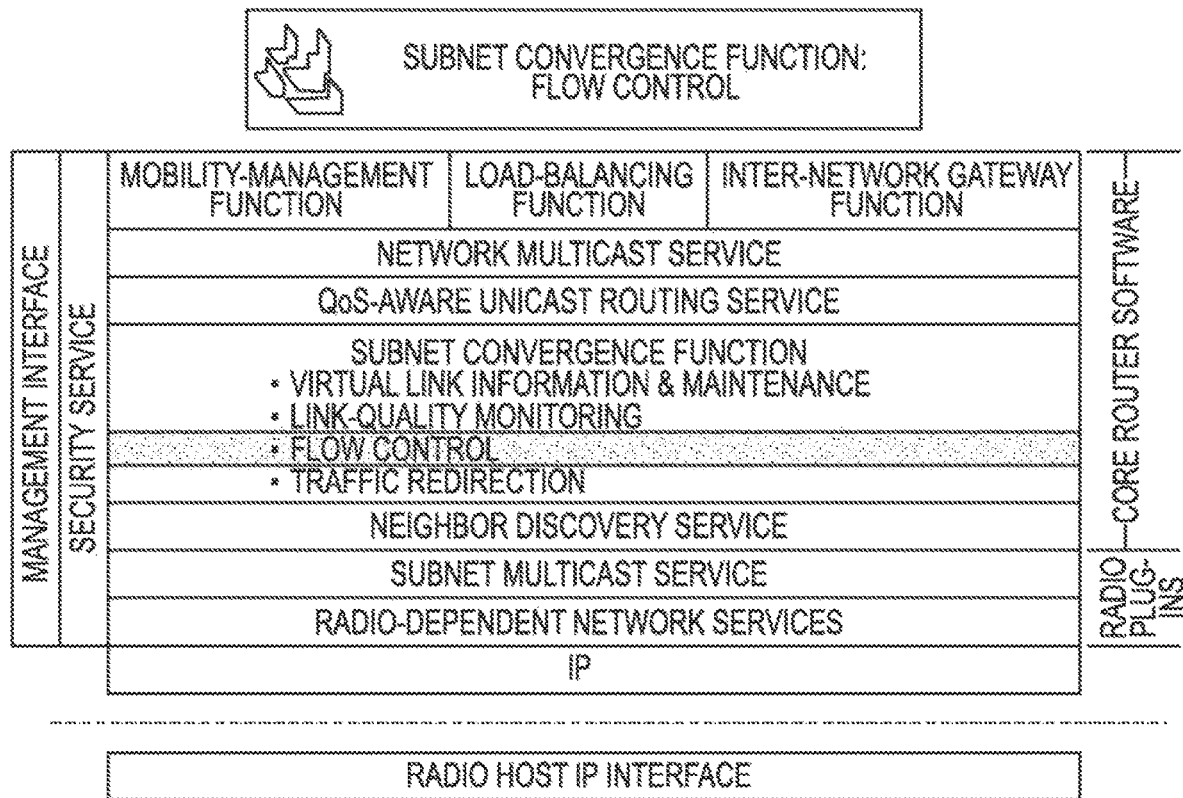 SUBNET CONVERGENCE FUNCTION:
FLOW CONTROL
MANAGEMENT INTERFACE
SECURITY SERVICE
MOBILITY-MANAGEMENT
FUNCTION
LOAD-BALANCING
FUNCTION
INTER-NETWORK GATEWAY
FUNCTION
NETWORK MULTICAST SERVICE
QoS-AWARE UNICAST ROUTING SERVICE
SUBNET CONVERGENCE FUNCTION
• VIRTUAL LINK INFORMATION & MAINTENANCE
• LINK-QUALITY MONITORING
• FLOW CONTROL
• TRAFFIC REDIRECTION
NEIGHBOR DISCOVERY SERVICE
SUBNET MULTICAST SERVICE
RADIO-DEPENDENT NETWORK SERVICES
IP
CORE ROUTER SOFTWARE
RADIO
PLUG-
INS
RADIO HOST IP INTERFACE